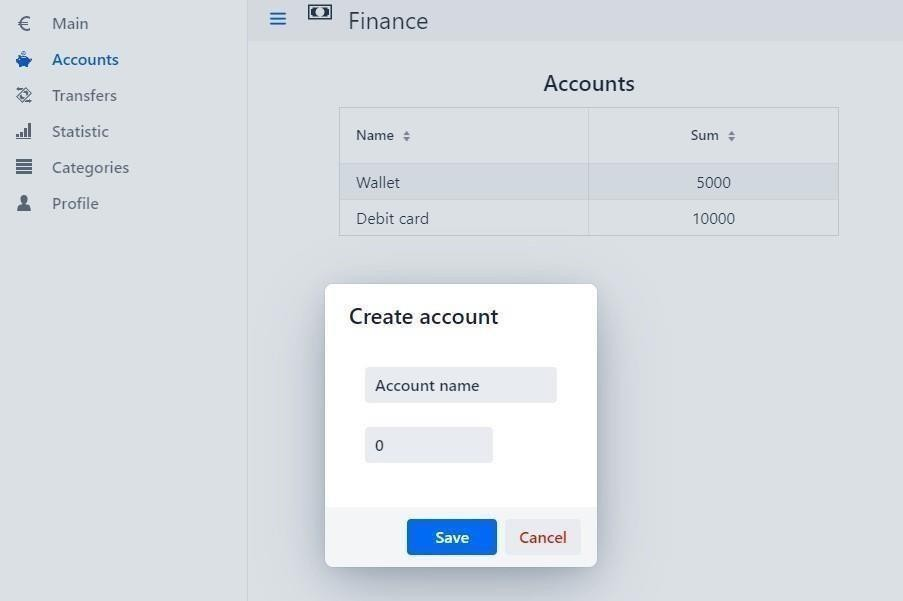 Main
Accounts
Transfers
Statistic
Categories
Profile
Finance
Accounts
Name Sum
Wallet 5000
Debit card 10000
Create account
Account name
0
Save Cancel